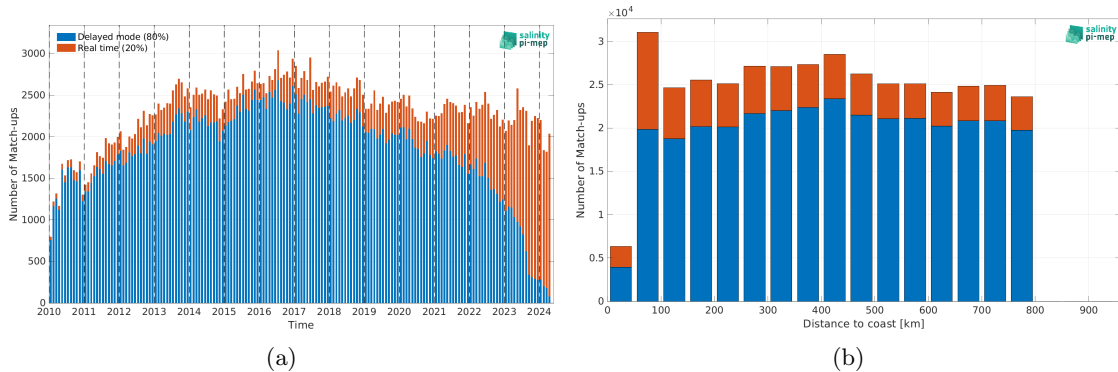 Delayed mode (80%)
Real time (20%)
salinity
pi-mep
Number of Match-ups
3000
2500
2000
1500
1000
500
0
2010 2011 2012 2013 2014 2015 2016 2017 2018 2019 2020 2021 2022 2023 2024
Time
(a)
×10⁴
salinity
pi-mep
Number of Match-ups
3
2.5
2
1.5
1
0.5
0
0 100 200 300 400 500 600 700 800 900
Distance to coast [km]
(b)